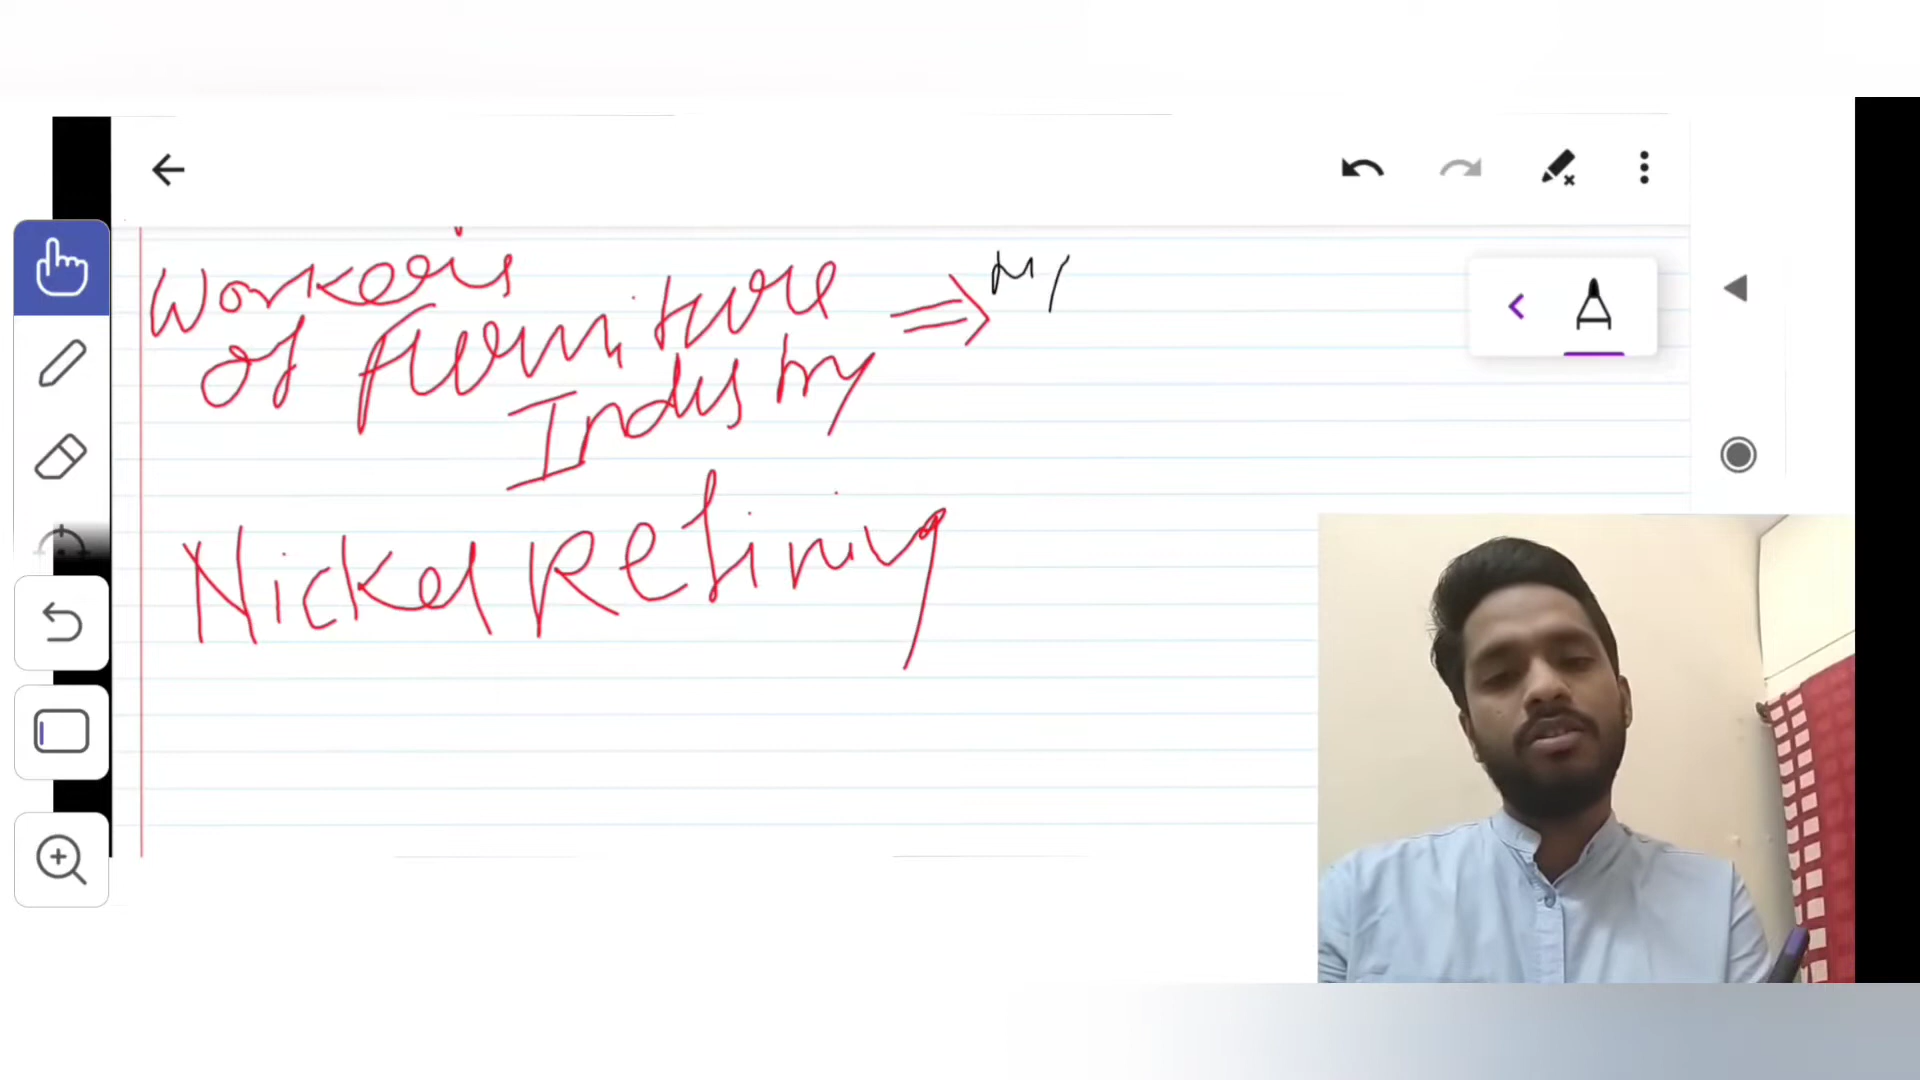 Workers
of Furniture ⇒
Industry
Nickel Refining